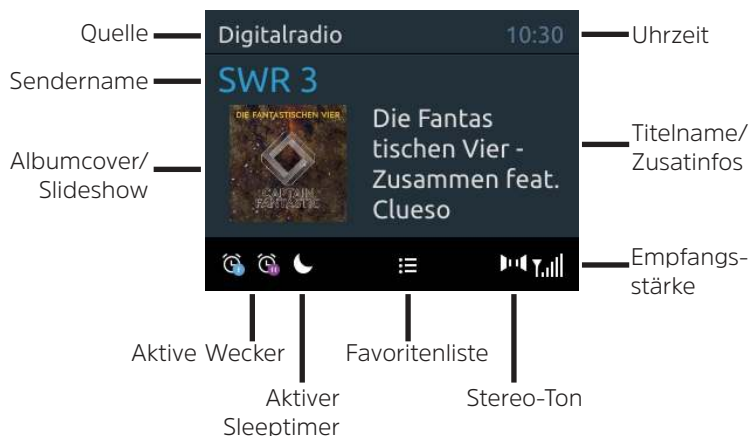 Quelle
Digitalradio
10:30
Uhrzeit
Sendername
SWR 3
DIE FANTASTISCHEN VIER
CAPTAIN
FANTASTIC
Albumcover/
Slideshow
Die Fantas
tischen Vier -
Zusammen feat.
Clueso
Titelname/
Zusatinfos
Empfangs-
stärke
Aktive Wecker
Favoritenliste
Aktiver
Sleeptimer
Stereo-Ton